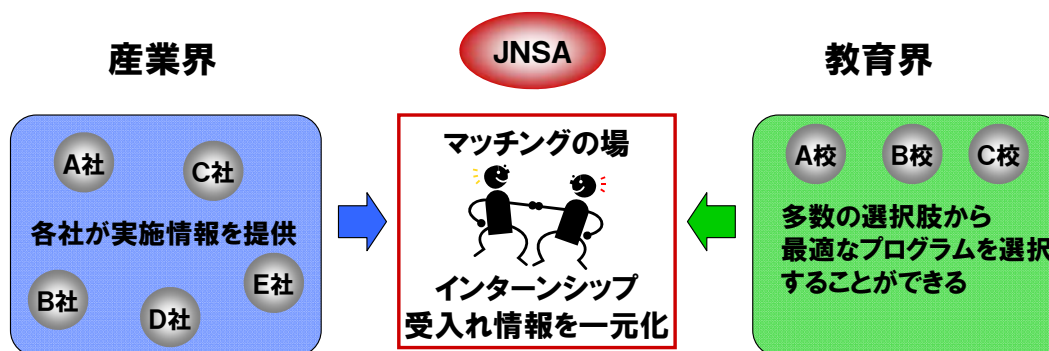 産業界
JNSA
教育界
A社
C社
各社が実施情報を提供
B社
D社
E社
マッチングの場
インターンシップ
受入れ情報を一元化
A校
B校
C校
多数の選択肢から
最適なプログラムを選択
することができる